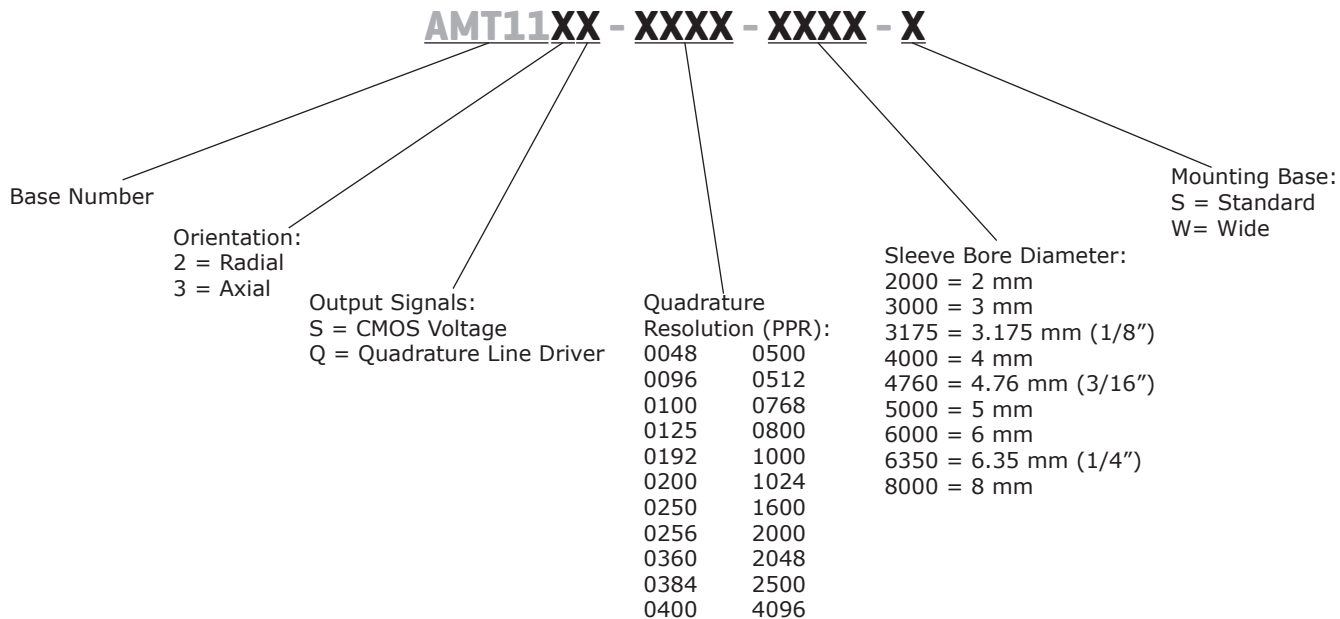 AMT11XX - XXXX - XXXX - X
Base Number
Orientation:
2 = Radial
3 = Axial
Output Signals:
S = CMOS Voltage
Q = Quadrature Line Driver
Quadrature
Resolution (PPR):
0048 0500
0096 0512
0100 0768
0125 0800
0192 1000
0200 1024
0250 1600
0256 2000
0360 2048
0384 2500
0400 4096
Sleeve Bore Diameter:
2000 = 2 mm
3000 = 3 mm
3175 = 3.175 mm (1/8″)
4000 = 4 mm
4760 = 4.76 mm (3/16″)
5000 = 5 mm
6000 = 6 mm
6350 = 6.35 mm (1/4″)
8000 = 8 mm
Mounting Base:
S = Standard
W= Wide